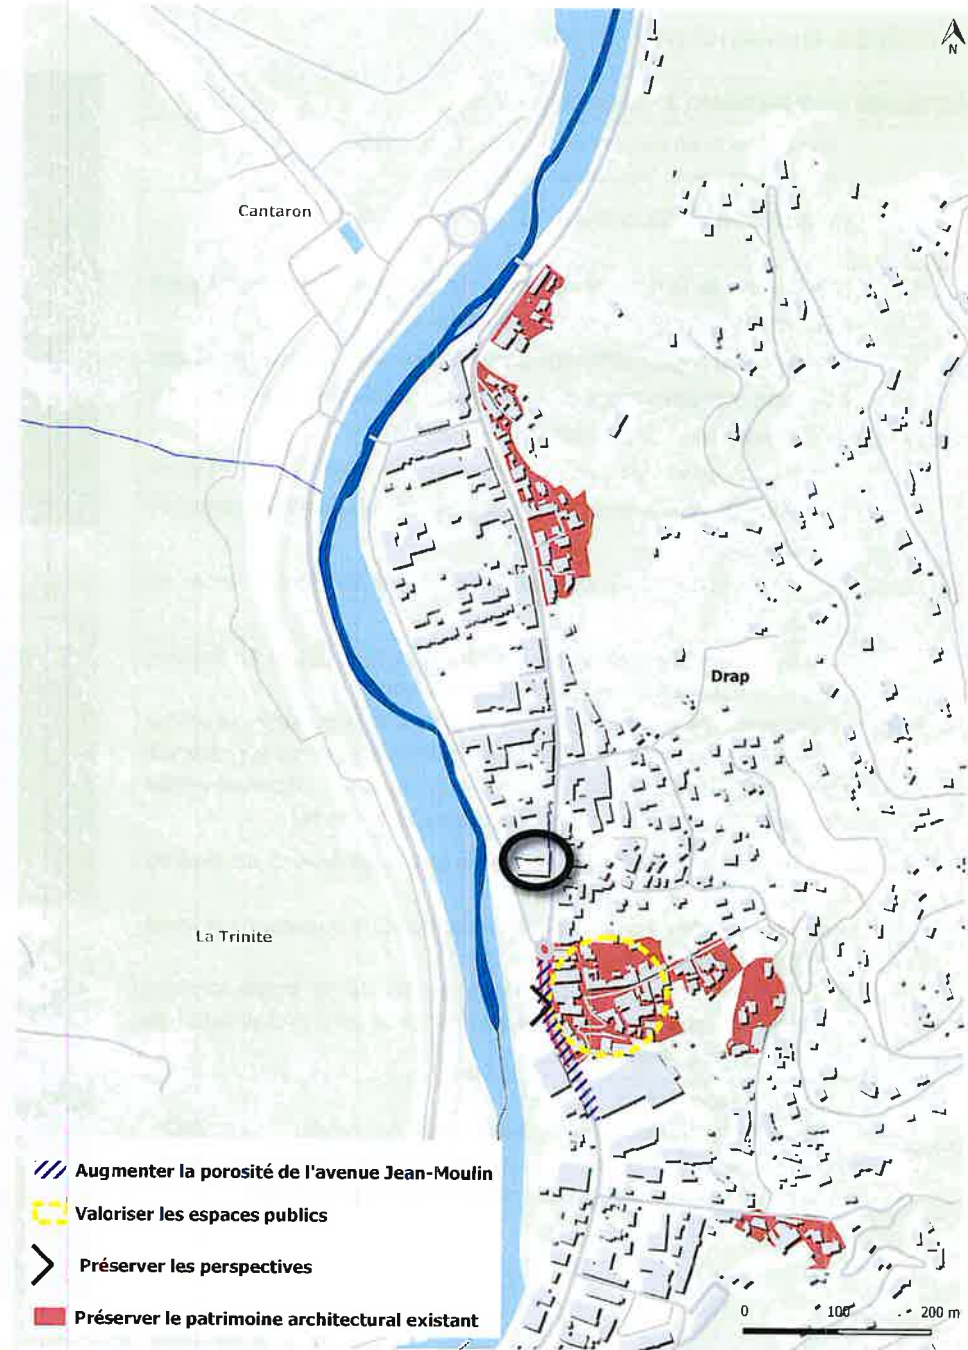 N
Cantaron
Drap
La Trinite
Augmenter la porosité de l'avenue Jean-Moulin
Valoriser les espaces publics
Préserver les perspectives
Préserver le patrimoine architectural existant
0 100 200 m